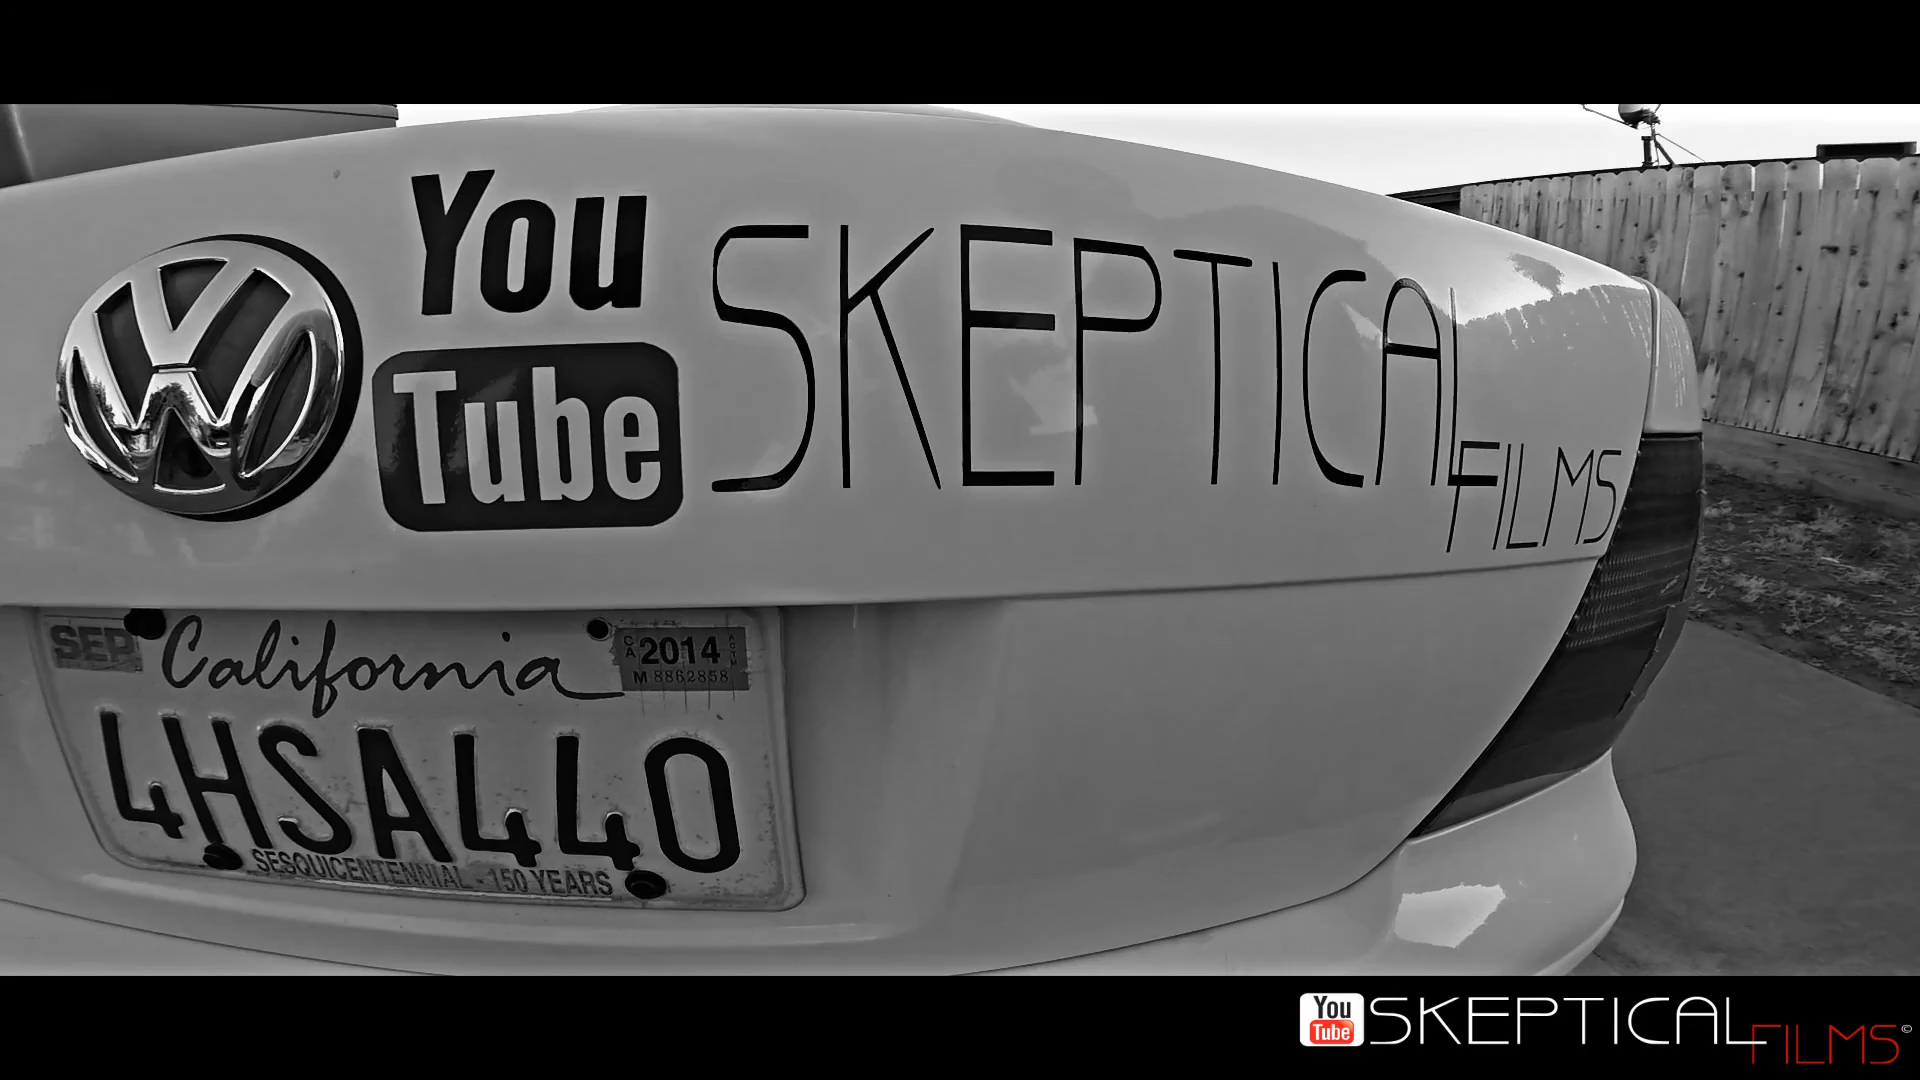 You
Tube
SKEPTICAL
FILMS
SEP
California
CA
2014
M 8862858
4HSA440
SESQUICENTENNIAL - 150 YEARS
You
Tube
SKEPTICAL
FILMS©